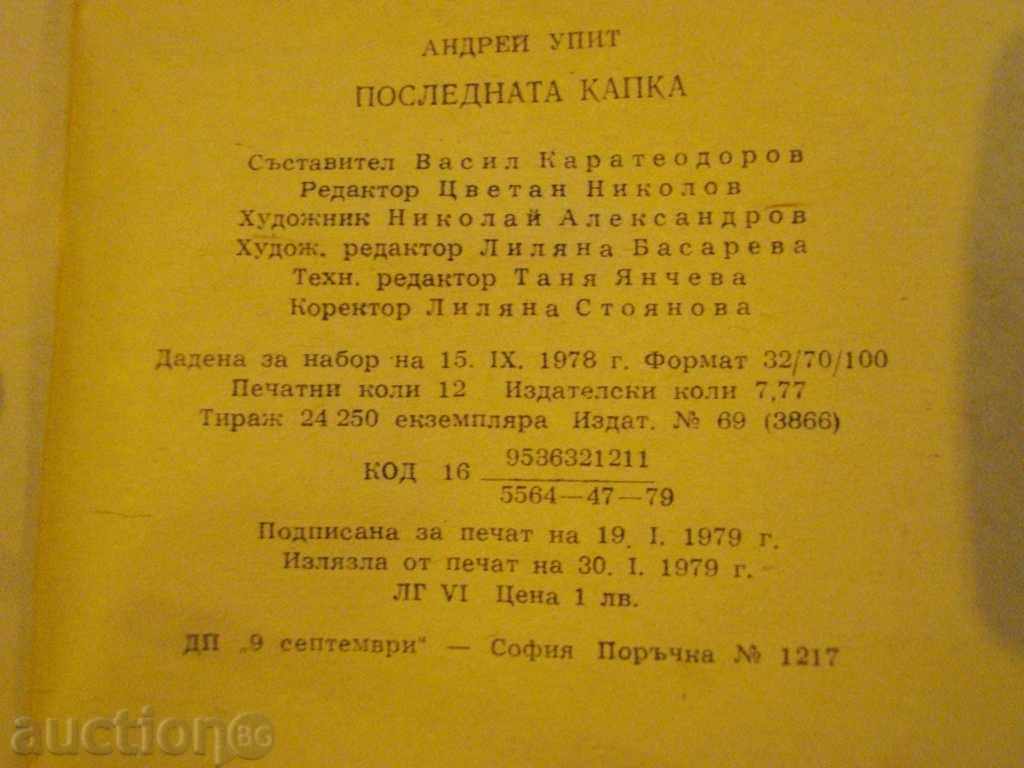 АНДРЕЙ УПИТ
ПОСЛЕДНАТА КАПКА
Съставител Васил Каратеодоров
Редактор Цветан Николов
Художник Николай Александров
Худож. редактор Лиляна Басарева
Техн. редактор Таня Янчева
Коректор Лиляна Стоянова
Дадена за набор на 15. IX. 1978 г. Формат 32/70/100
Печатни коли 12 Издателски коли 7,77
Тираж 24 250 екземпляра Издат. № 69 (3866)
КОД 16 9536321211
5564—47—79
Подписана за печат на 19. I. 1979 г.
Излязла от печат на 30. I. 1979 г.
ЛГ VI Цена 1 лв.
ДП „9 септември“ — София Поръчка № 1217
auction BG